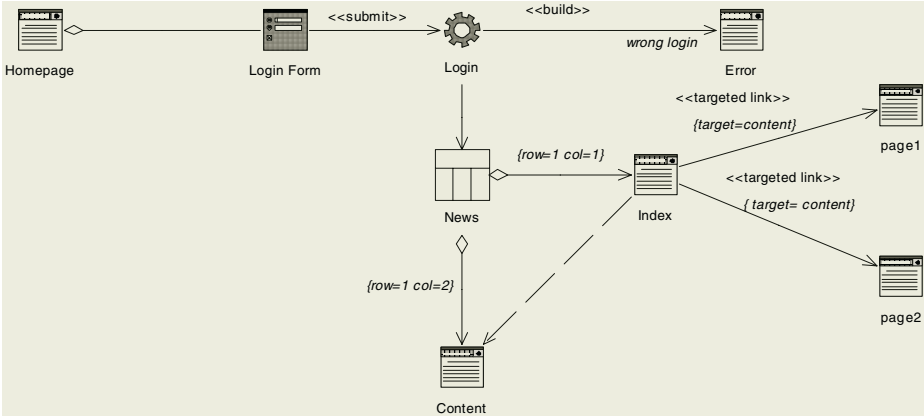 <<submit>>
<<build>>
wrong login
Homepage
Login Form
Login
Error
<<targeted link>>
{target=content}
page1
{row=1 col=1}
<<targeted link>>
{ target= content}
News
Index
{row=1 col=2}
page2
Content